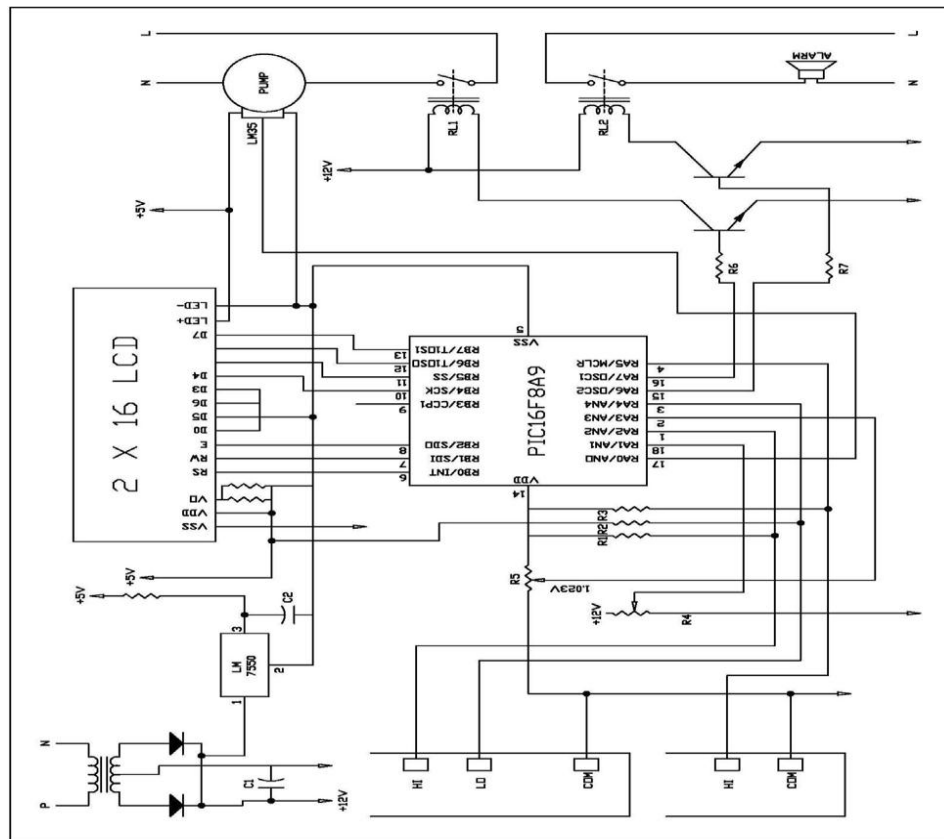 L
N
PUMP
LM35
RL1
RL2
ALARM
L
N
+12V
+5V
R6
R7
2 X 16 LCD
LED-
LED+
D7
D4
D3
D6
D5
D0
E
RW
RS
VO
VDD
VSS
PIC16F8A9
VSS
5
RB7/T1OS1
13
RB6/T1OS0
12
RB5/SS
11
RB4/SCK
10
RB3/CCP1
9
RB2/SDO
8
RB1/SDI
7
RB0/INT
6
RA5/MCLR
4
RA7/OSC1
16
RA6/OSC2
15
RA4/AN4
3
RA3/AN3
2
RA2/AN2
1
RA1/AN1
18
RA0/AN0
17
VDD
14
R3
R2
R1
R5
1.023V
+12V
R4
+5V
+5V
C2
3
LM
7550
2
1
N
P
C1
+12V
HI
LO
COM
HI
COM